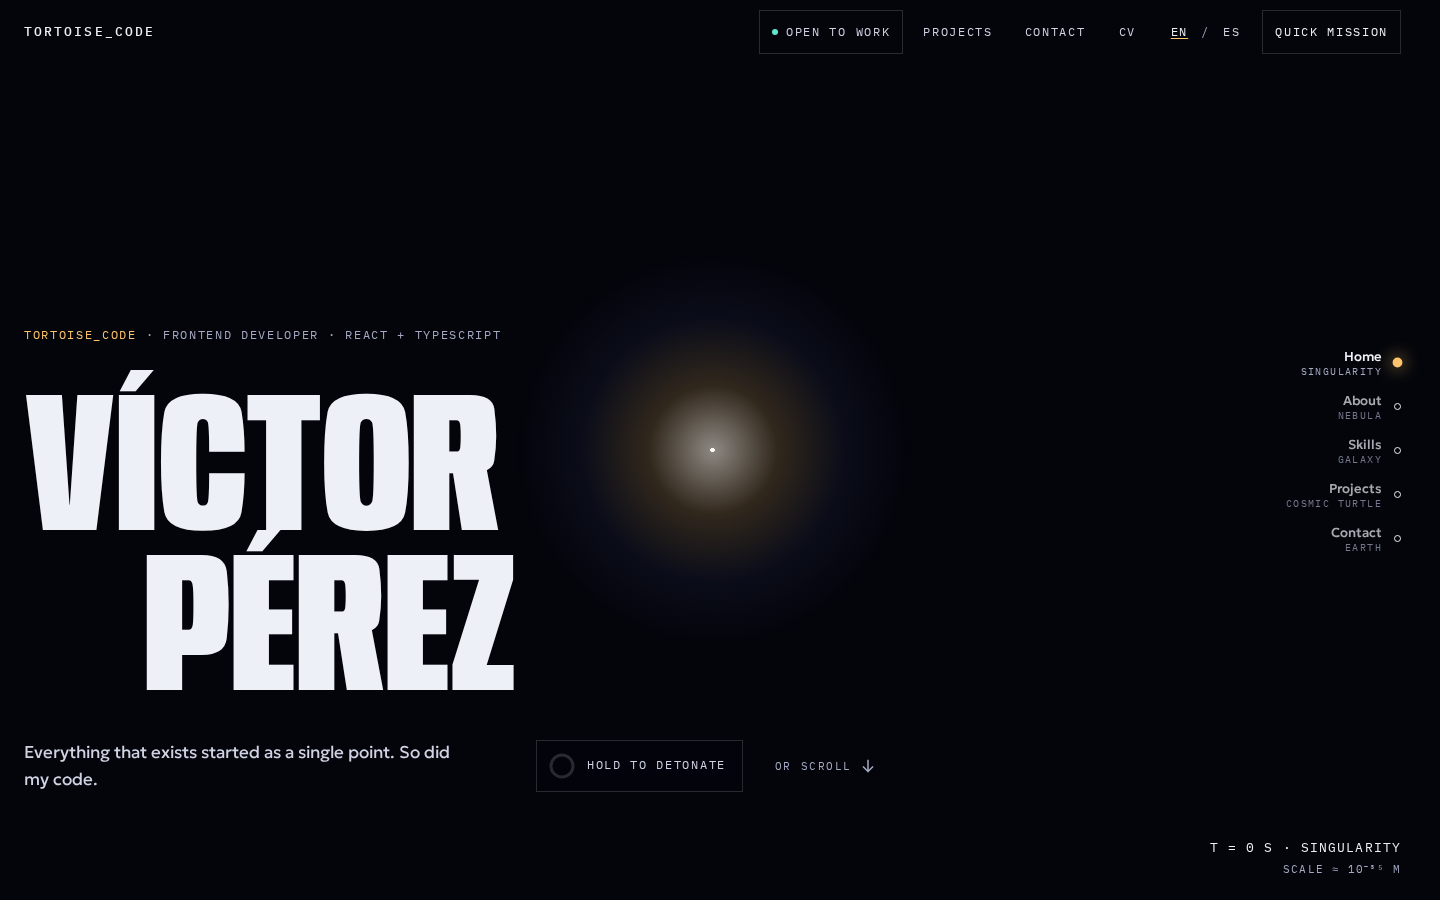 TORTOISE_CODE
OPEN TO WORK
PROJECTS
CONTACT
CV
EN / ES
QUICK MISSION
TORTOISE_CODE · FRONTEND DEVELOPER · REACT + TYPESCRIPT
VÍCTOR
PÉREZ
Everything that exists started as a single point. So did
my code.
HOLD TO DETONATE
OR SCROLL ↓
Home
SINGULARITY
About
NEBULA
Skills
GALAXY
Projects
COSMIC TURTLE
Contact
EARTH
T = 0 S · SINGULARITY
SCALE ≈ 10⁻³⁵ M